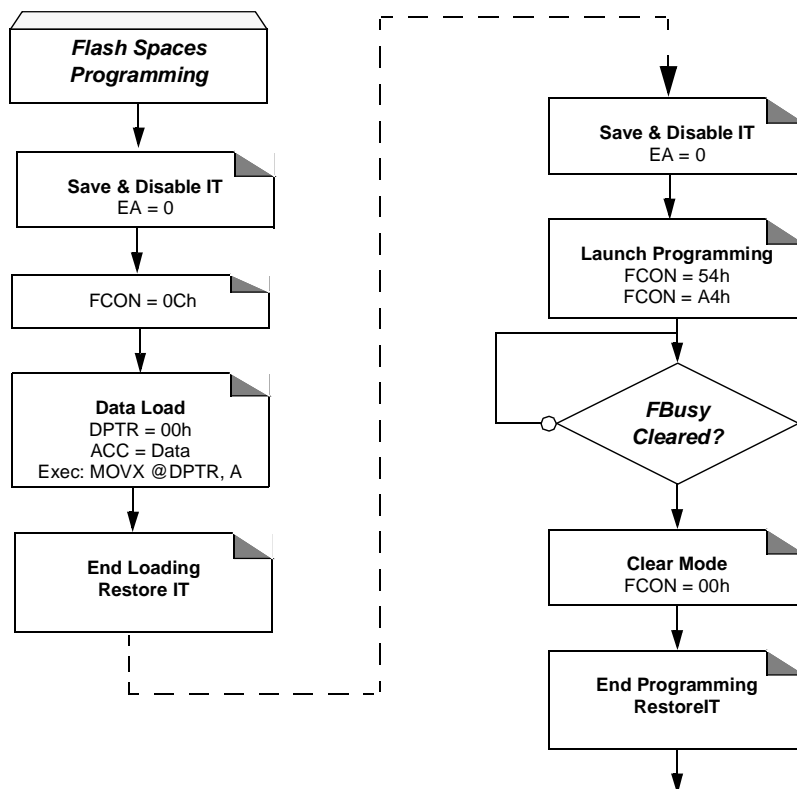 Flash Spaces
Programming
Save & Disable IT
EA = 0
FCON = 0Ch
Data Load
DPTR = 00h
ACC = Data
Exec: MOVX @DPTR, A
End Loading
Restore IT
Save & Disable IT
EA = 0
Launch Programming
FCON = 54h
FCON = A4h
FBusy
Cleared?
Clear Mode
FCON = 00h
End Programming
RestoreIT